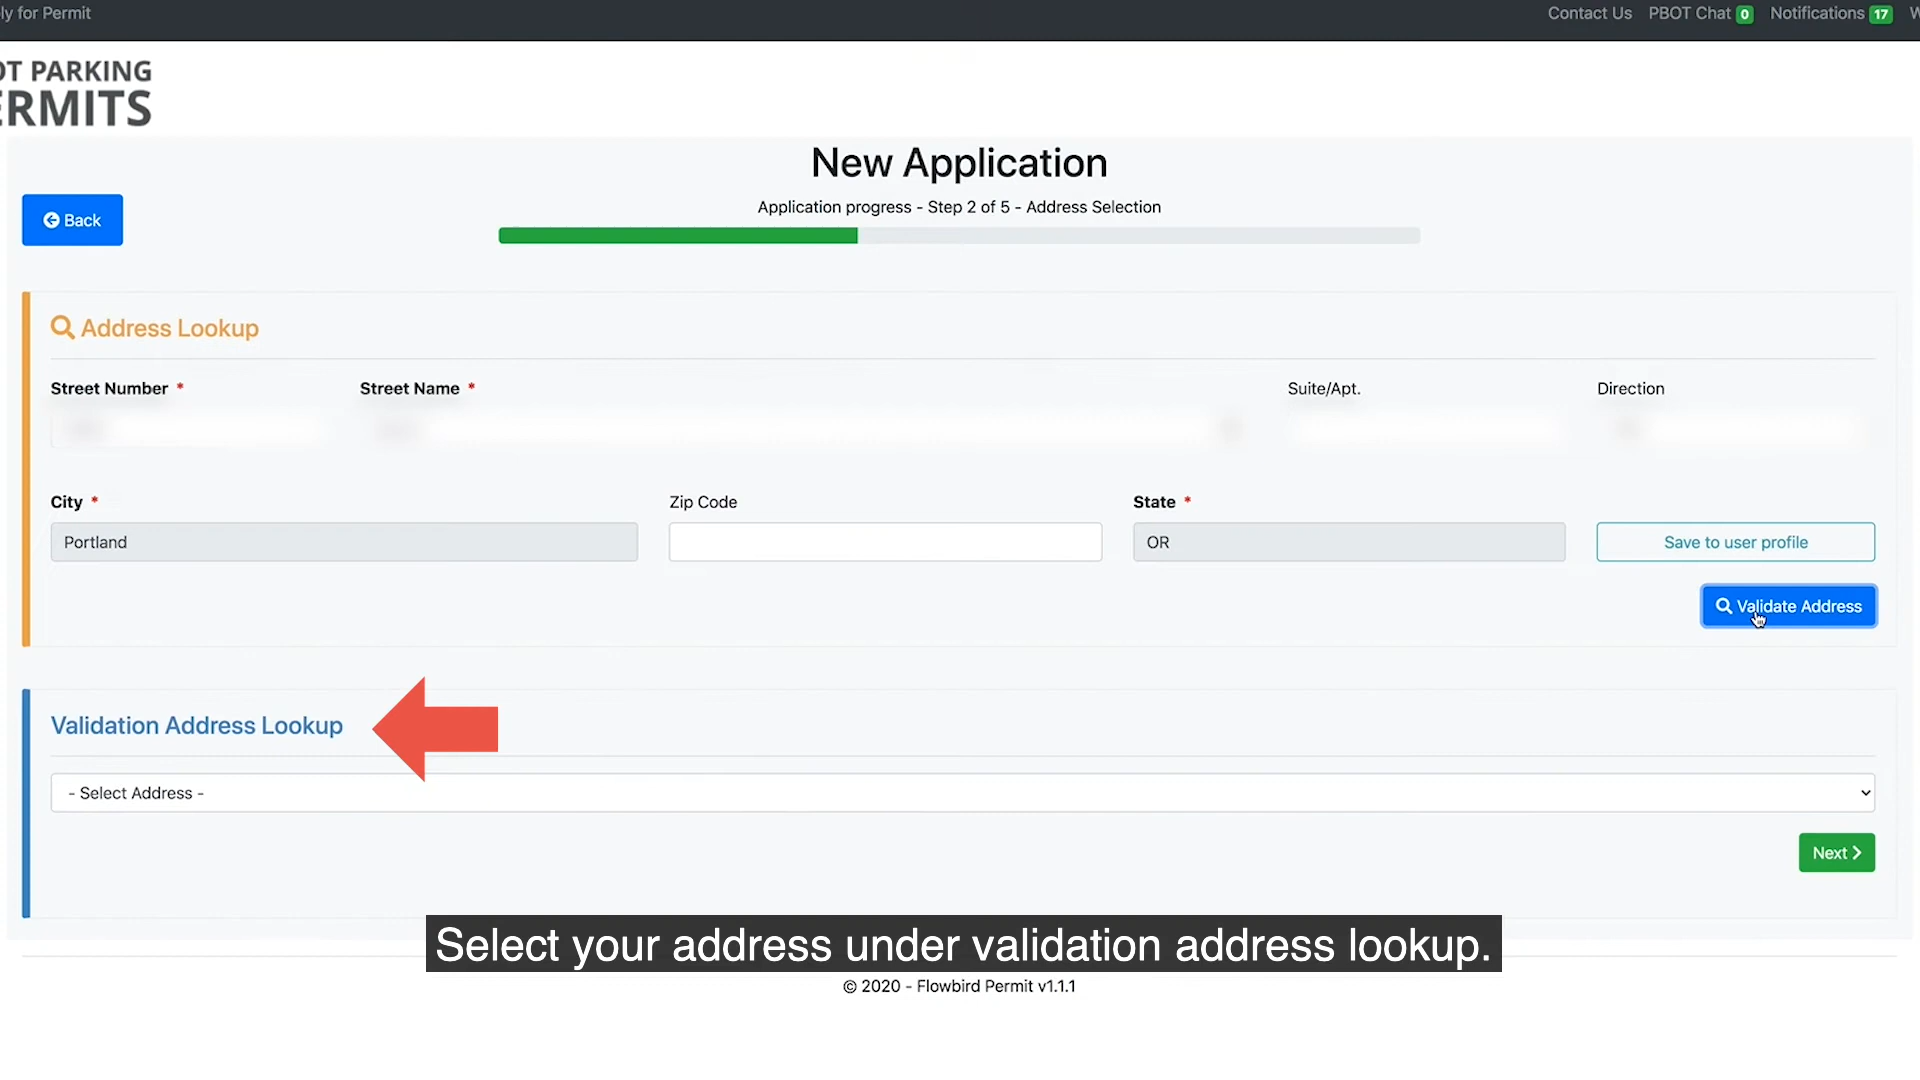 ly for Permit
Contact Us PBOT Chat 0 Notifications 17
OT PARKING
ERMITS
New Application
Back
Application progress - Step 2 of 5 - Address Selection
Address Lookup
Street Number * Street Name * Suite/Apt. Direction
City * Zip Code State *
Portland OR Save to user profile
Validate Address
Validation Address Lookup
- Select Address -
Next
Select your address under validation address lookup.
© 2020 - Flowbird Permit v1.1.1